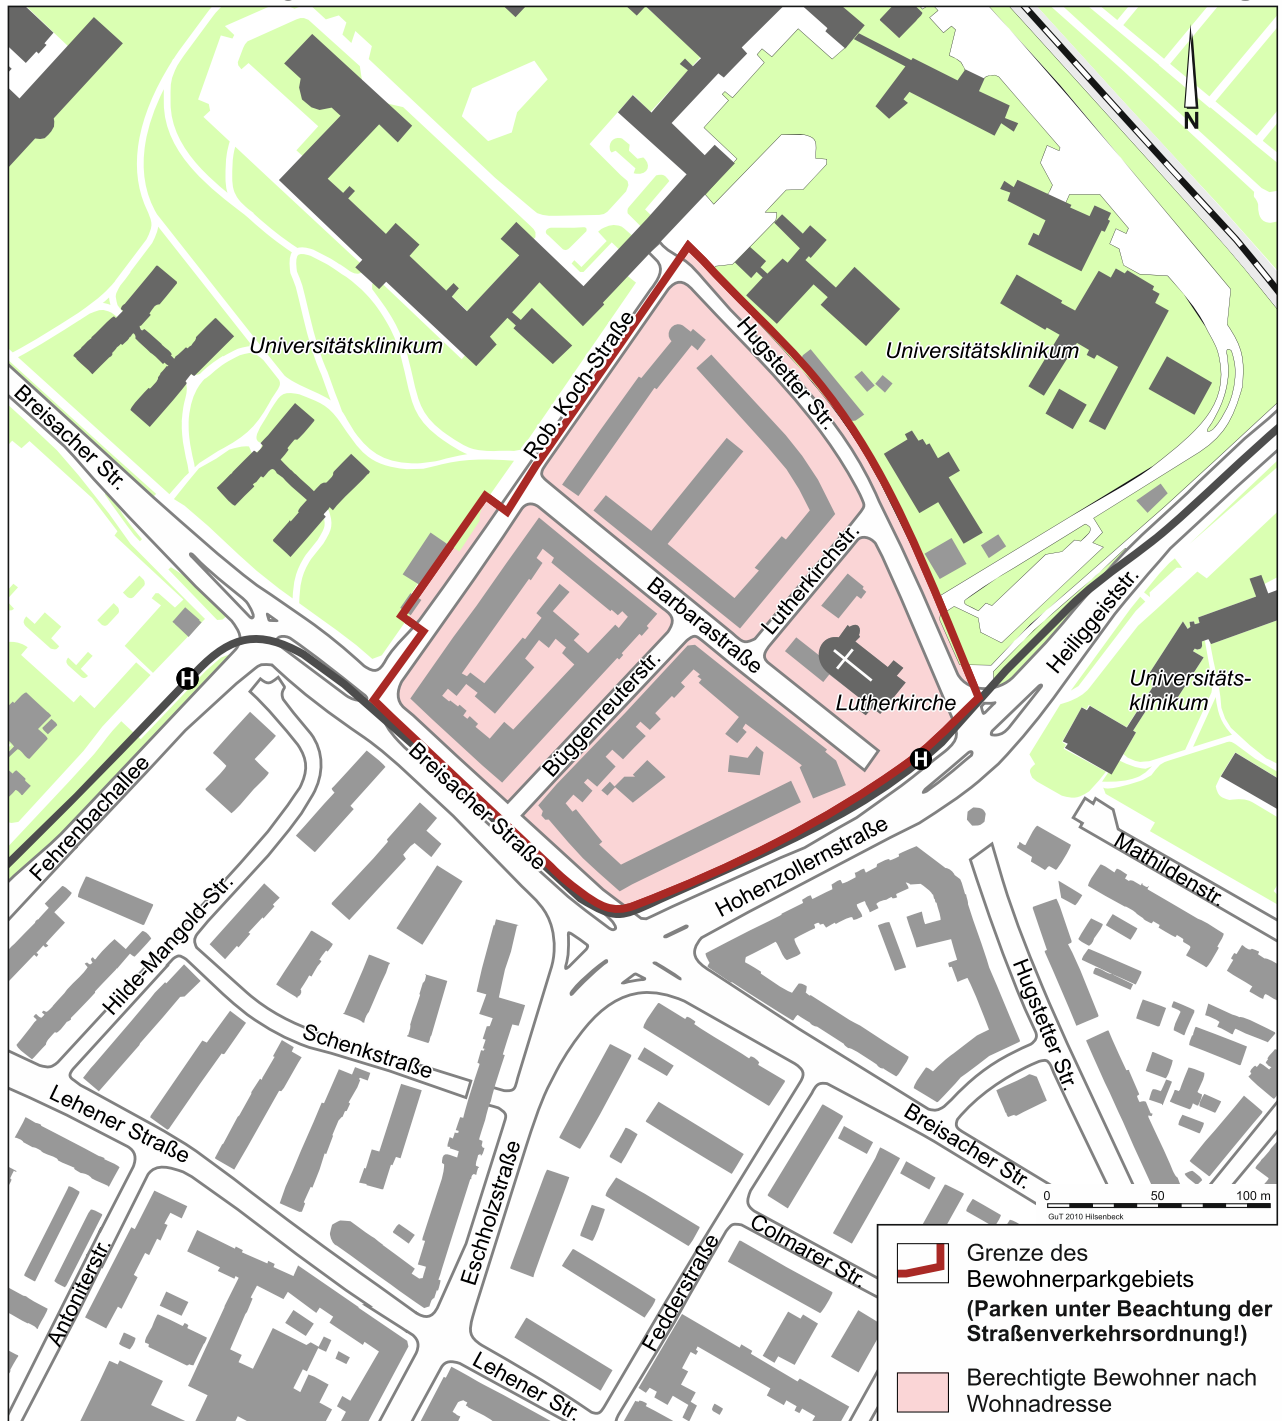 N
Universitätsklinikum
Universitätsklinikum
Rob.-Koch-Straße
Hugstetter Str.
Breisacher Str.
Lutherkirchstr.
Barbarastraße
Heiliggeiststr.
H
Büggenreuterstr.
Lutherkirche
Universitäts-
klinikum
H
Breisacher Straße
Fehrenbachallee
Hohenzollernstraße
Mathildenstr.
Hilde-Mangold-Str.
Hugstetter Str.
Schenkstraße
Lehener Straße
Breisacher Str.
Eschholzstraße
Colmarer Str.
Antoniterstr.
Fedderstraße
Lehener Str.
0 50 100 m
GuT 2010 Hilsenbeck
Grenze des
Bewohnerparkgebiets
(Parken unter Beachtung der
Straßenverkehrsordnung!)
Berechtigte Bewohner nach
Wohnadresse